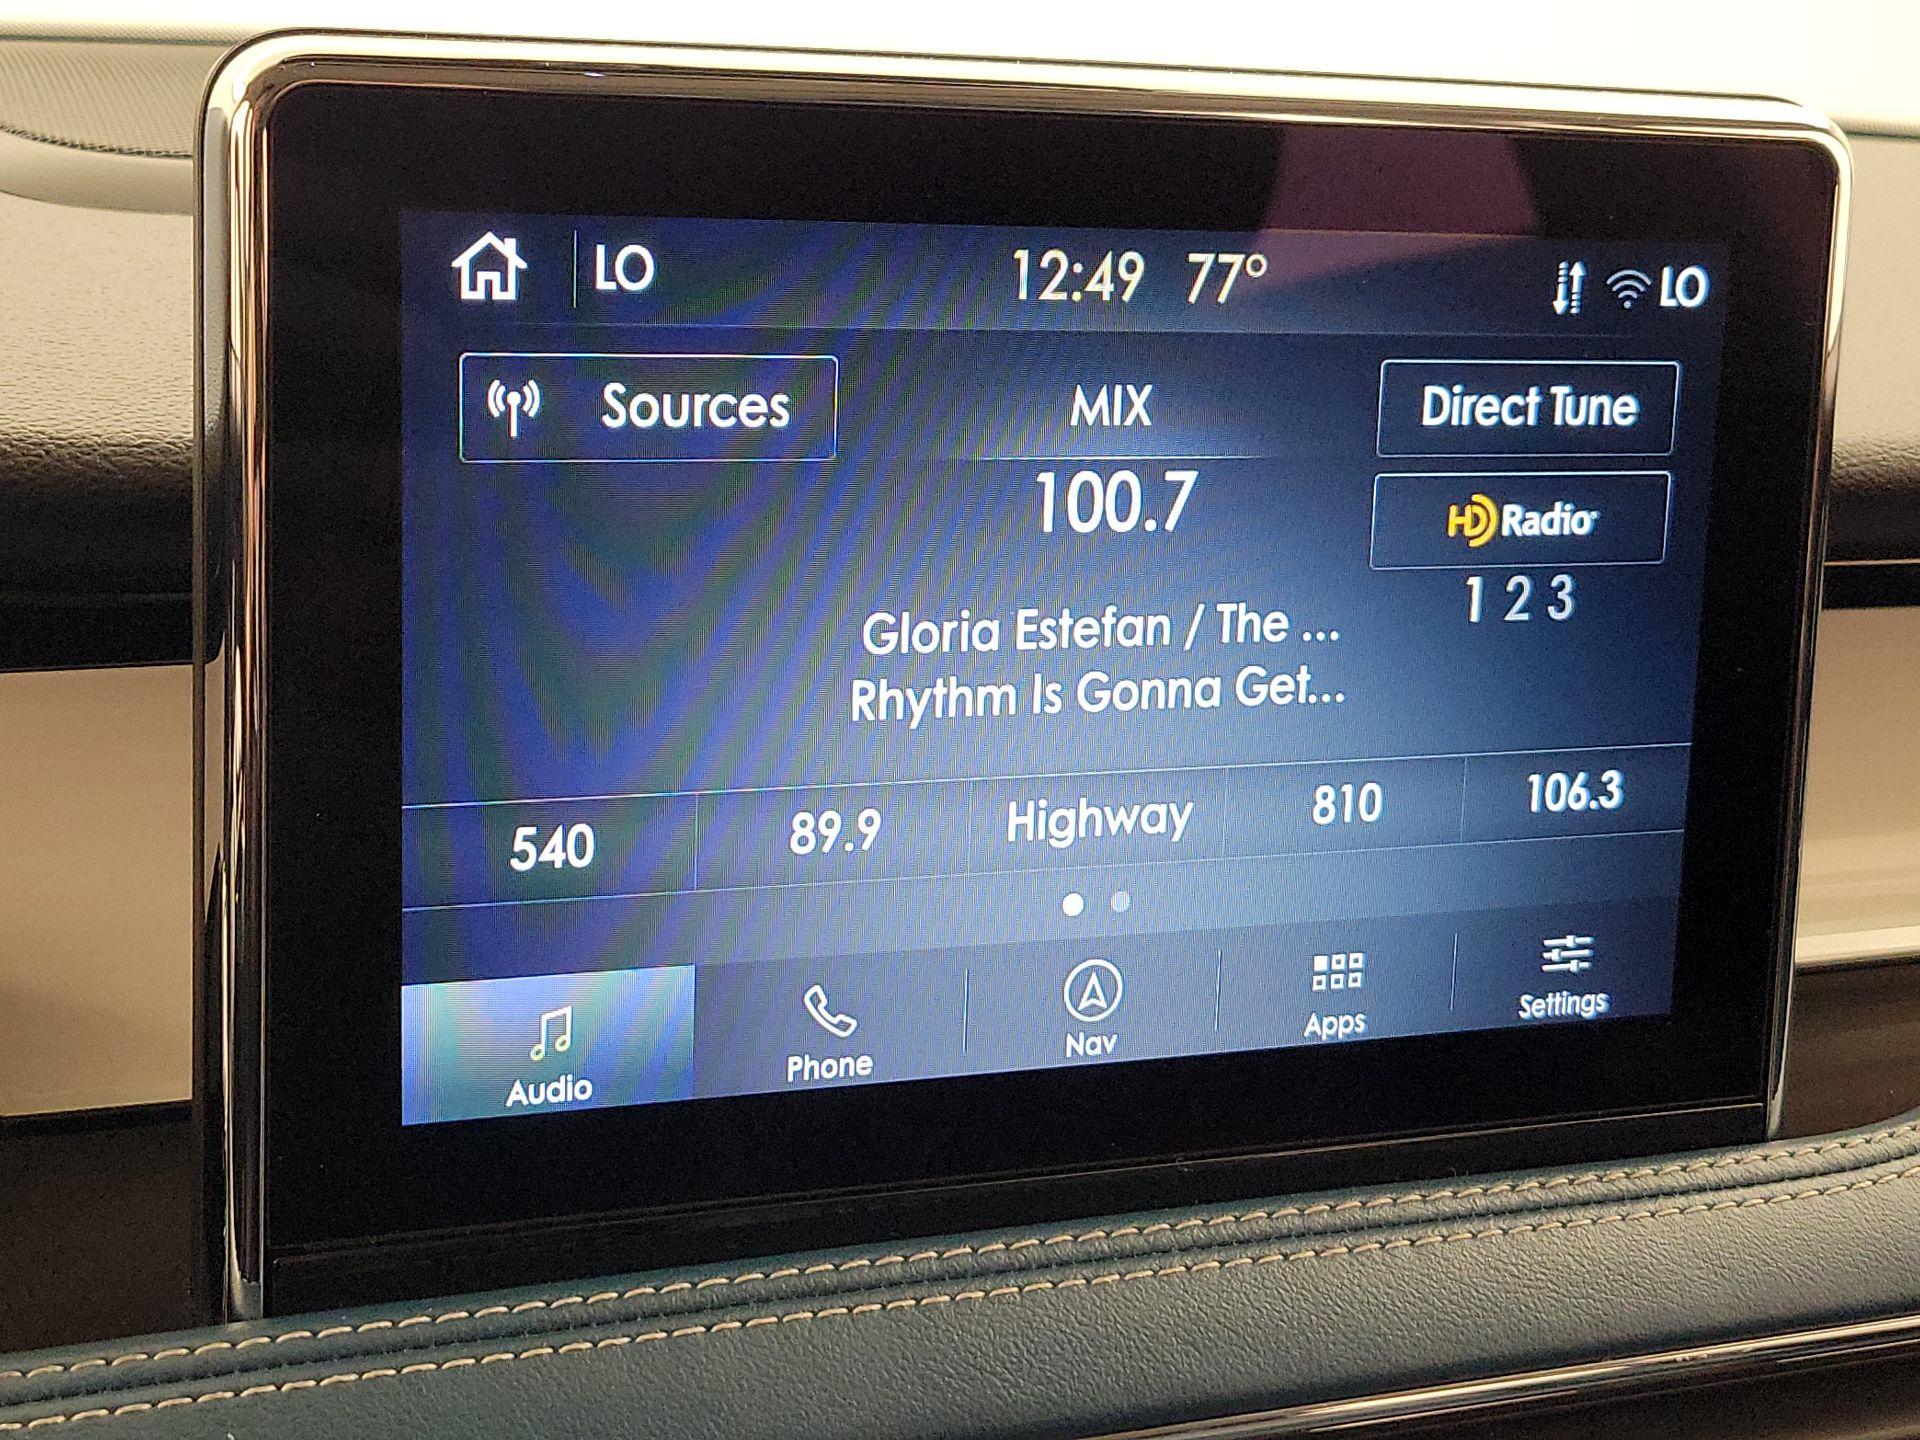 LO 12:49 77° LO
Sources MIX Direct Tune
100.7
HD Radio
1 2 3
Gloria Estefan / The ...
Rhythm Is Gonna Get...
540 89.9 Highway 810 106.3
Audio Phone Nav Apps Settings